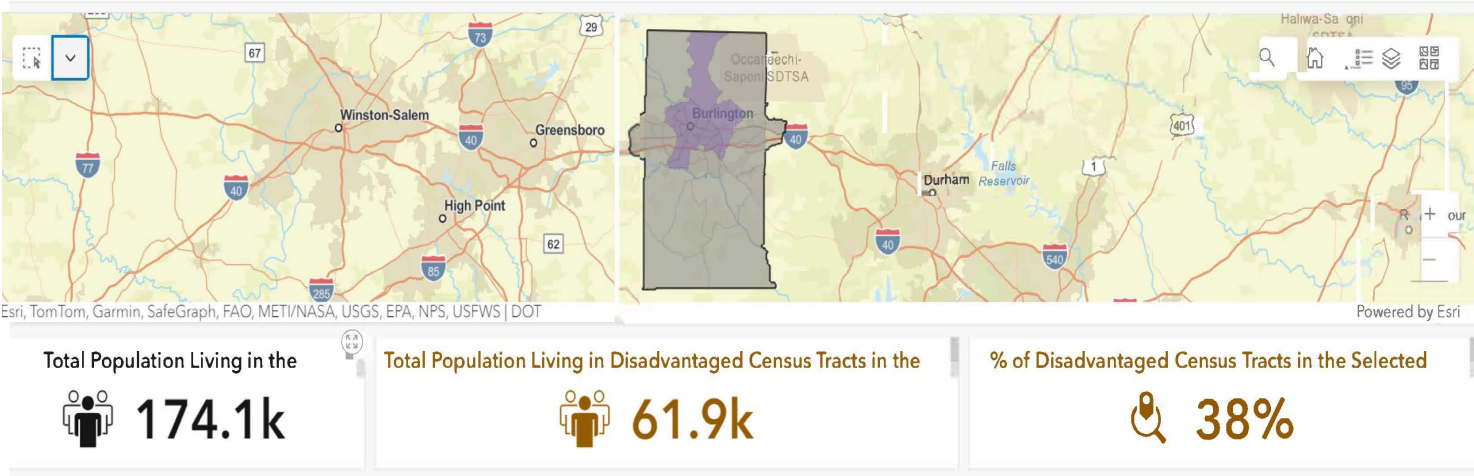 29
Haliwa-Sa oni
SDTSA
73
67
Occaneechi-
Saponi SDTSA
95
Winston-Salem
Burlington
401
40
Greensboro
40
77
1
Falls
Reservoir
40
Durham
High Point
R
+
our
62
40
85
540
−
285
Esri, TomTom, Garmin, SafeGraph, FAO, METI/NASA, USGS, EPA, NPS, USFWS | DOT
Powered by Esri
Total Population Living in the
174.1k
Total Population Living in Disadvantaged Census Tracts in the
61.9k
% of Disadvantaged Census Tracts in the Selected
38%